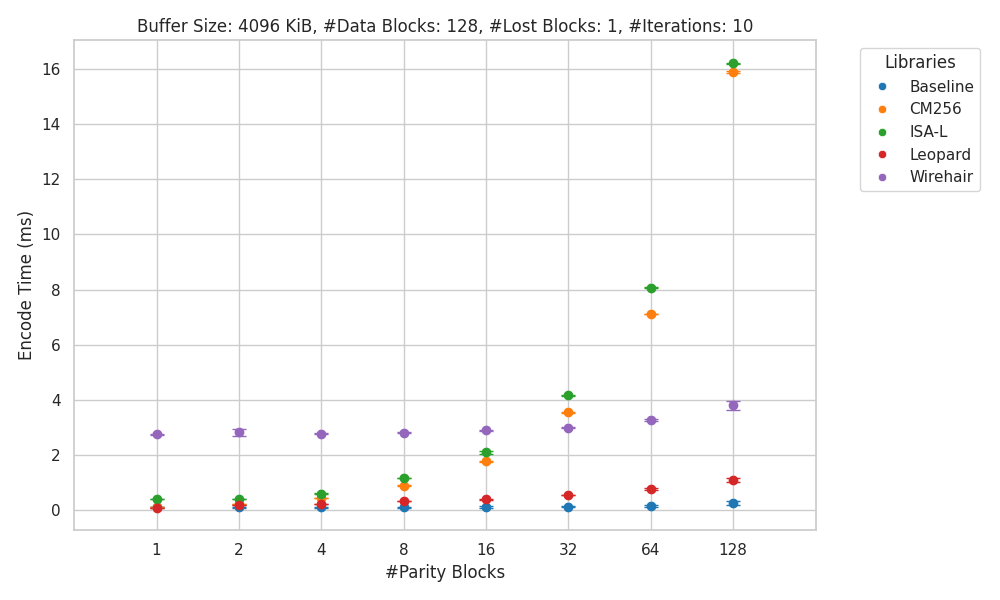 Buffer Size: 4096 KiB, #Data Blocks: 128, #Lost Blocks: 1, #Iterations: 10
Encode Time (ms)
16
14
12
10
8
6
4
2
0
1 2 4 8 16 32 64 128
#Parity Blocks
Libraries
Baseline
CM256
ISA-L
Leopard
Wirehair